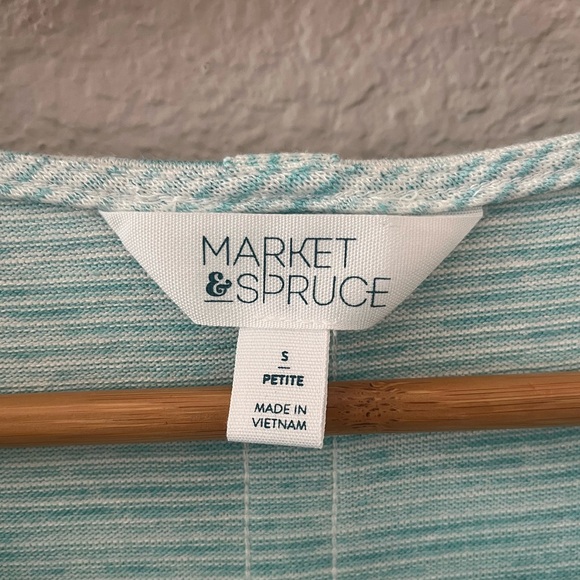 MARKET
&SPRUCE
S
PETITE
MADE IN
VIETNAM